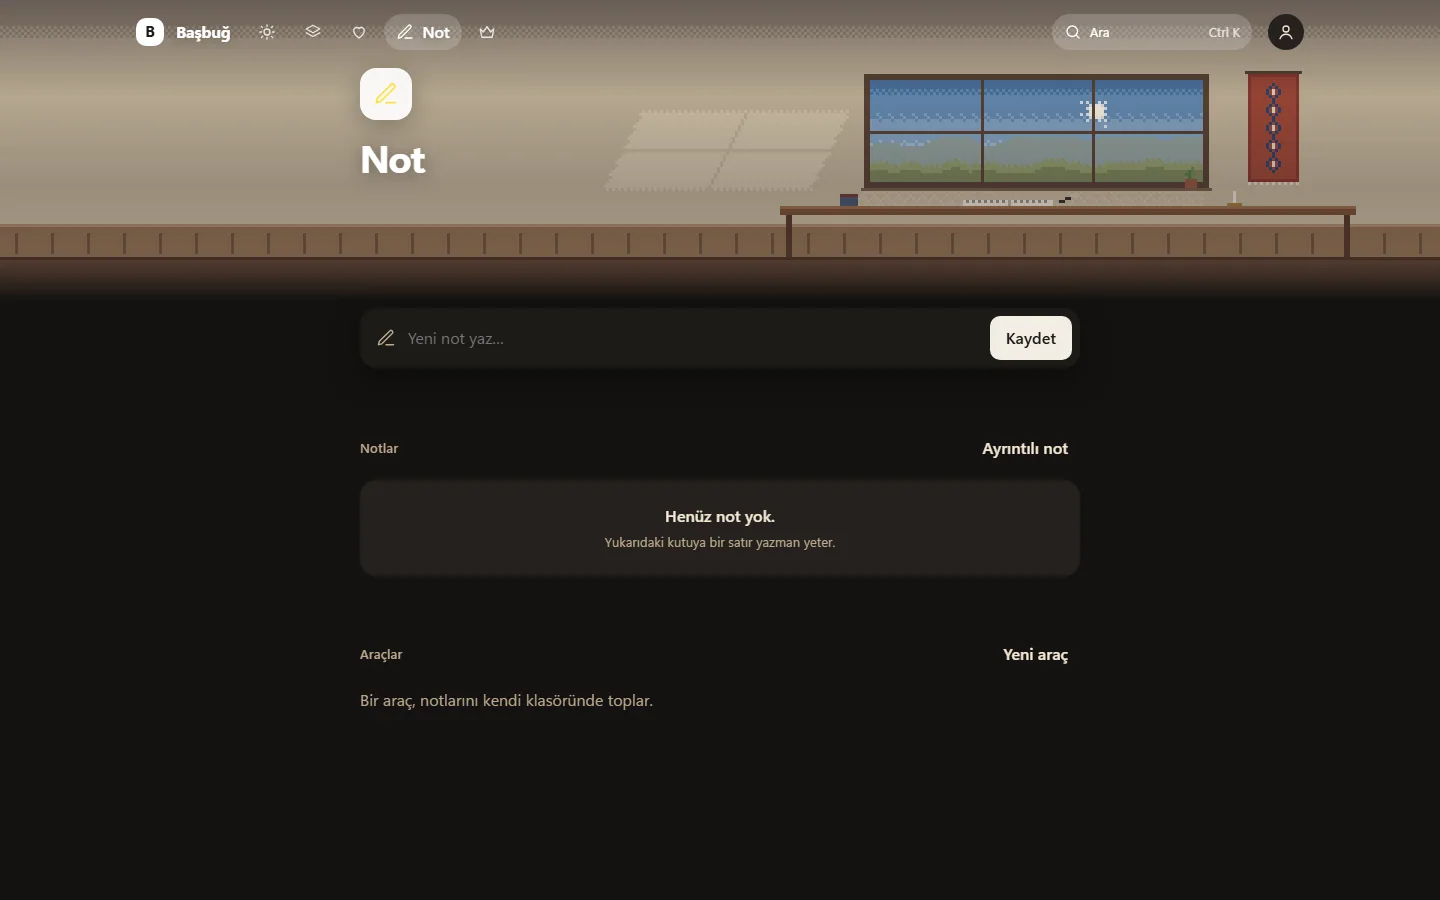 B Başbuğ Not Ara Ctrl K
Not
Yeni not yaz... Kaydet
Notlar Ayrıntılı not
Henüz not yok.
Yukarıdaki kutuya bir satır yazman yeter.
Araçlar Yeni araç
Bir araç, notlarını kendi klasöründe toplar.